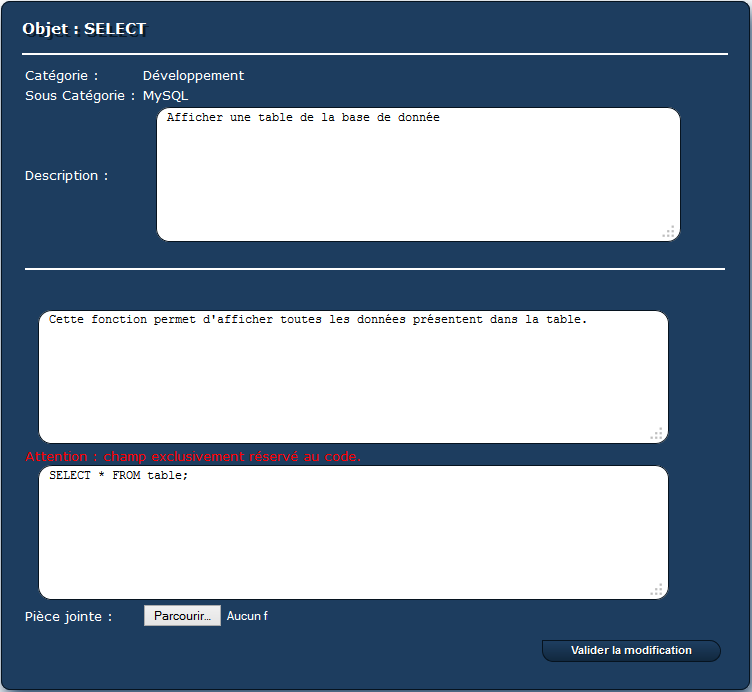 Objet : SELECT
Catégorie : Développement
Sous Catégorie : MySQL
Afficher une table de la base de donnée
Description :
Cette fonction permet d'afficher toutes les données présentent dans la table.
Attention : champ exclusivement réservé au code.
SELECT * FROM table;
Pièce jointe : Parcourir... Aucun f
Valider la modification